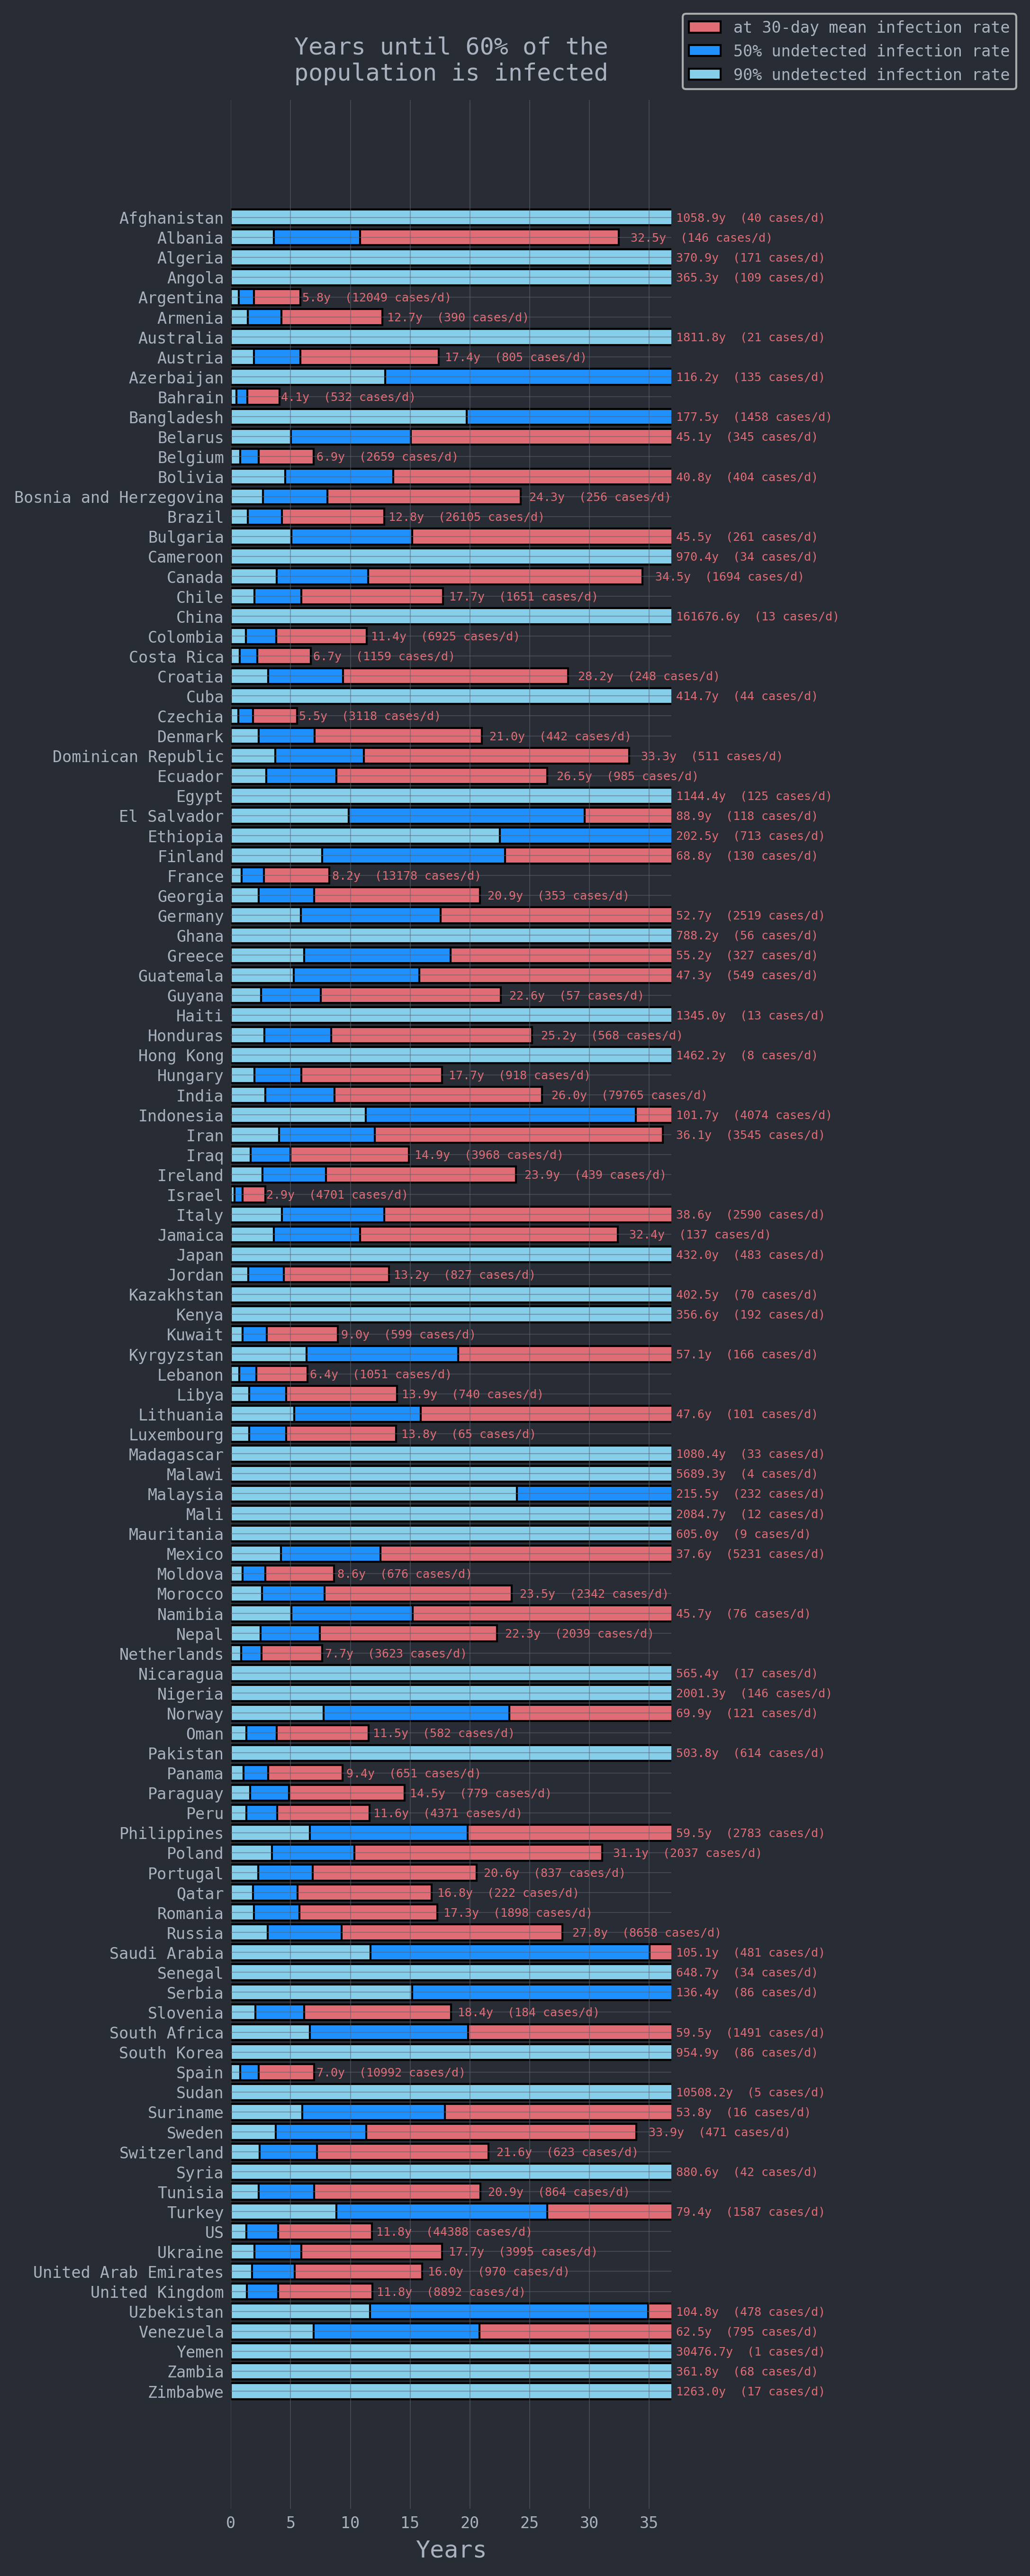 Years until 60% of the
population is infected
at 30-day mean infection rate
50% undetected infection rate
90% undetected infection rate
Afghanistan 1058.9y (40 cases/d)
Albania 32.5y (146 cases/d)
Algeria 370.9y (171 cases/d)
Angola 365.3y (109 cases/d)
Argentina 5.8y (12049 cases/d)
Armenia 12.7y (390 cases/d)
Australia 1811.8y (21 cases/d)
Austria 17.4y (805 cases/d)
Azerbaijan 116.2y (135 cases/d)
Bahrain 4.1y (532 cases/d)
Bangladesh 177.5y (1458 cases/d)
Belarus 45.1y (345 cases/d)
Belgium 6.9y (2659 cases/d)
Bolivia 40.8y (404 cases/d)
Bosnia and Herzegovina 24.3y (256 cases/d)
Brazil 12.8y (26105 cases/d)
Bulgaria 45.5y (261 cases/d)
Cameroon 970.4y (34 cases/d)
Canada 34.5y (1694 cases/d)
Chile 17.7y (1651 cases/d)
China 161676.6y (13 cases/d)
Colombia 11.4y (6925 cases/d)
Costa Rica 6.7y (1159 cases/d)
Croatia 28.2y (248 cases/d)
Cuba 414.7y (44 cases/d)
Czechia 5.5y (3118 cases/d)
Denmark 21.0y (442 cases/d)
Dominican Republic 33.3y (511 cases/d)
Ecuador 26.5y (985 cases/d)
Egypt 1144.4y (125 cases/d)
El Salvador 88.9y (118 cases/d)
Ethiopia 202.5y (713 cases/d)
Finland 68.8y (130 cases/d)
France 8.2y (13178 cases/d)
Georgia 20.9y (353 cases/d)
Germany 52.7y (2519 cases/d)
Ghana 788.2y (56 cases/d)
Greece 55.2y (327 cases/d)
Guatemala 47.3y (549 cases/d)
Guyana 22.6y (57 cases/d)
Haiti 1345.0y (13 cases/d)
Honduras 25.2y (568 cases/d)
Hong Kong 1462.2y (8 cases/d)
Hungary 17.7y (918 cases/d)
India 26.0y (79765 cases/d)
Indonesia 101.7y (4074 cases/d)
Iran 36.1y (3545 cases/d)
Iraq 14.9y (3968 cases/d)
Ireland 23.9y (439 cases/d)
Israel 2.9y (4701 cases/d)
Italy 38.6y (2590 cases/d)
Jamaica 32.4y (137 cases/d)
Japan 432.0y (483 cases/d)
Jordan 13.2y (827 cases/d)
Kazakhstan 402.5y (70 cases/d)
Kenya 356.6y (192 cases/d)
Kuwait 9.0y (599 cases/d)
Kyrgyzstan 57.1y (166 cases/d)
Lebanon 6.4y (1051 cases/d)
Libya 13.9y (740 cases/d)
Lithuania 47.6y (101 cases/d)
Luxembourg 13.8y (65 cases/d)
Madagascar 1080.4y (33 cases/d)
Malawi 5689.3y (4 cases/d)
Malaysia 215.5y (232 cases/d)
Mali 2084.7y (12 cases/d)
Mauritania 605.0y (9 cases/d)
Mexico 37.6y (5231 cases/d)
Moldova 8.6y (676 cases/d)
Morocco 23.5y (2342 cases/d)
Namibia 45.7y (76 cases/d)
Nepal 22.3y (2039 cases/d)
Netherlands 7.7y (3623 cases/d)
Nicaragua 565.4y (17 cases/d)
Nigeria 2001.3y (146 cases/d)
Norway 69.9y (121 cases/d)
Oman 11.5y (582 cases/d)
Pakistan 503.8y (614 cases/d)
Panama 9.4y (651 cases/d)
Paraguay 14.5y (779 cases/d)
Peru 11.6y (4371 cases/d)
Philippines 59.5y (2783 cases/d)
Poland 31.1y (2037 cases/d)
Portugal 20.6y (837 cases/d)
Qatar 16.8y (222 cases/d)
Romania 17.3y (1898 cases/d)
Russia 27.8y (8658 cases/d)
Saudi Arabia 105.1y (481 cases/d)
Senegal 648.7y (34 cases/d)
Serbia 136.4y (86 cases/d)
Slovenia 18.4y (184 cases/d)
South Africa 59.5y (1491 cases/d)
South Korea 954.9y (86 cases/d)
Spain 7.0y (10992 cases/d)
Sudan 10508.2y (5 cases/d)
Suriname 53.8y (16 cases/d)
Sweden 33.9y (471 cases/d)
Switzerland 21.6y (623 cases/d)
Syria 880.6y (42 cases/d)
Tunisia 20.9y (864 cases/d)
Turkey 79.4y (1587 cases/d)
US 11.8y (44388 cases/d)
Ukraine 17.7y (3995 cases/d)
United Arab Emirates 16.0y (970 cases/d)
United Kingdom 11.8y (8892 cases/d)
Uzbekistan 104.8y (478 cases/d)
Venezuela 62.5y (795 cases/d)
Yemen 30476.7y (1 cases/d)
Zambia 361.8y (68 cases/d)
Zimbabwe 1263.0y (17 cases/d)
0 5 10 15 20 25 30 35
Years